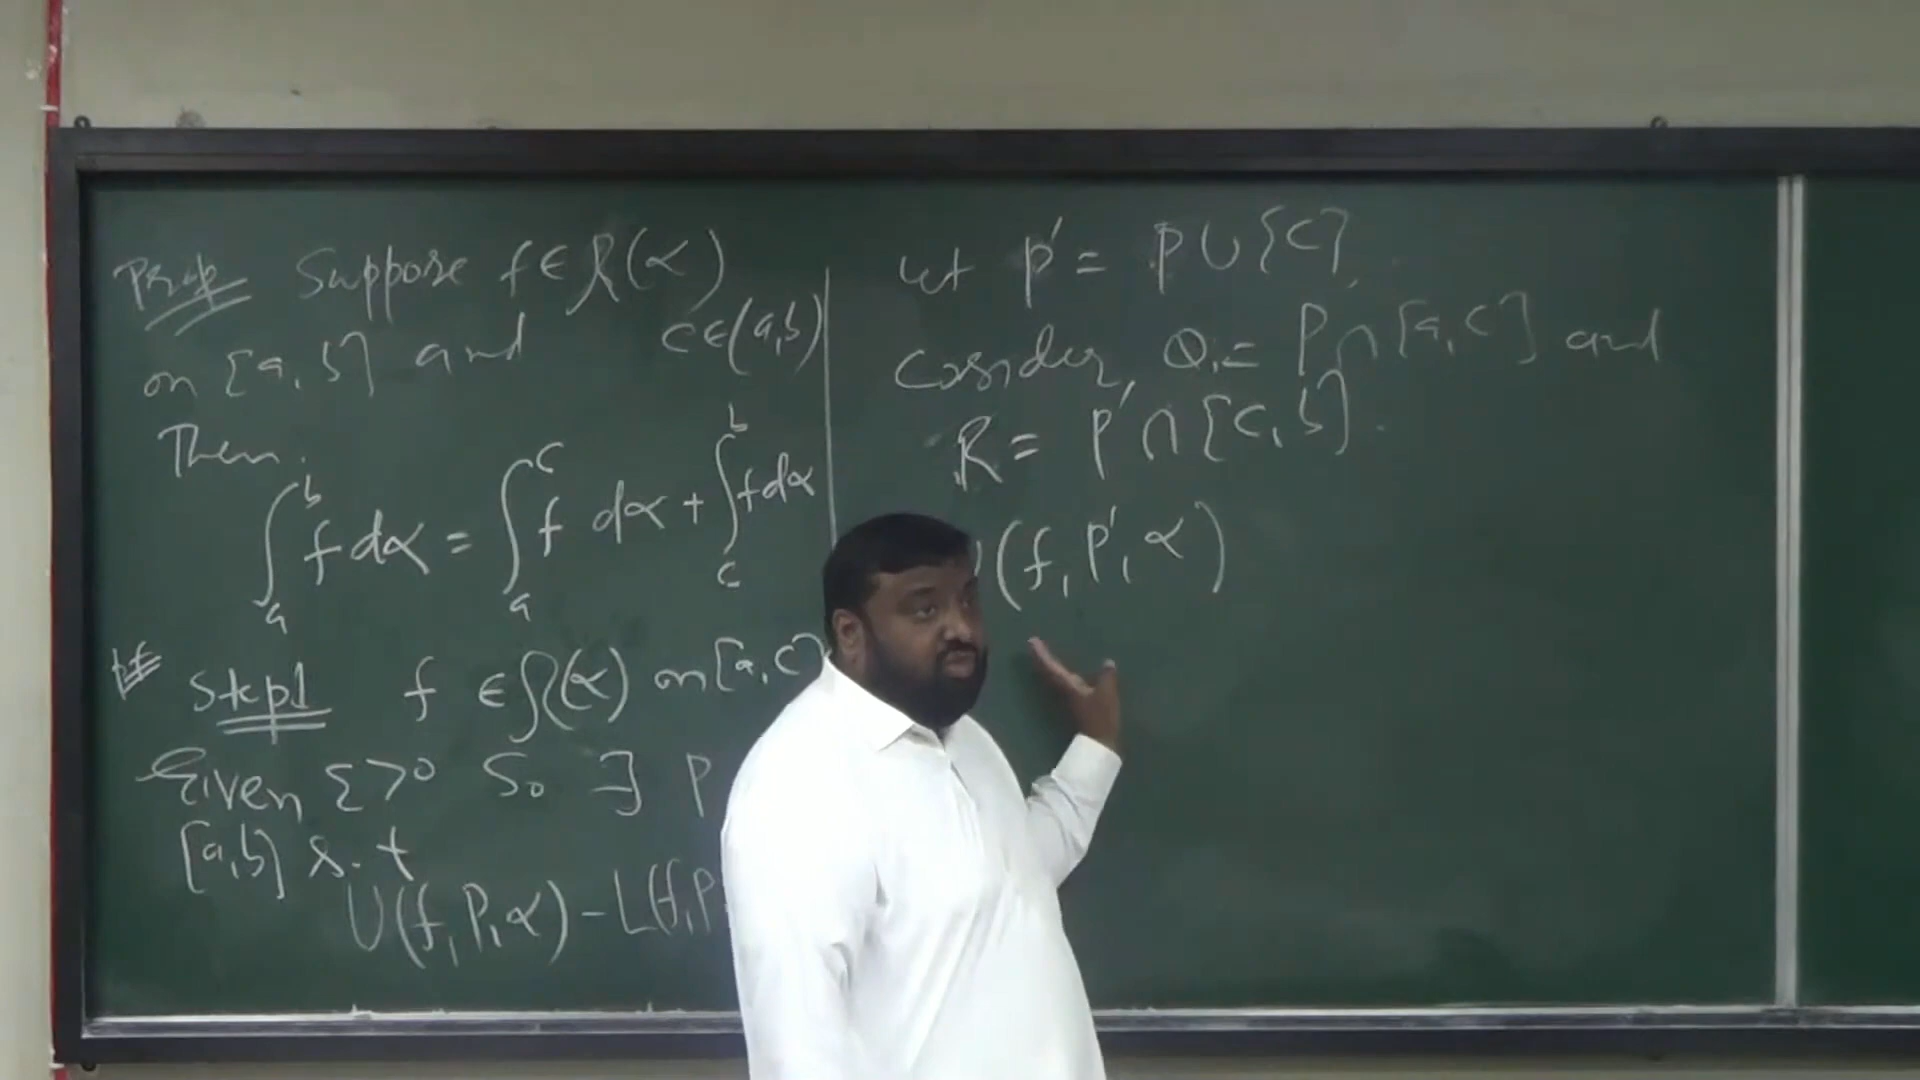 Prop Suppose f∈R(α)
on [a,b] and c∈(a,b)
Then.
∫_a^b f dα = ∫_a^c f dα + ∫_c^b f dα
pf Step1 f ∈ R(α) on [a,c]
Given ε>0 So ∃ P
[a,b] s.t
U(f,P,α) - L(f,P
Let P' = P∪{c}.
Cosider, Q = P∩[a,c] and
R = P'∩[c,b].
(f,P',α)